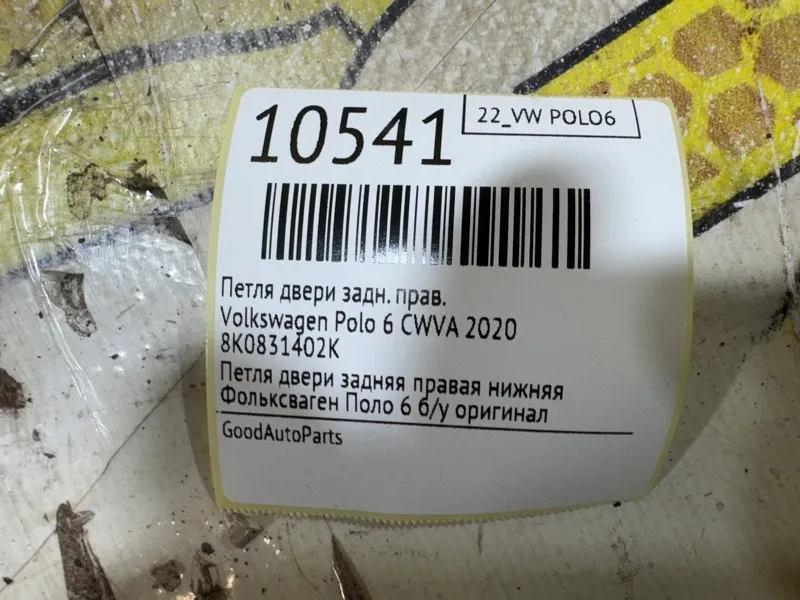 10541
22_VW POLO6
Петля двери задн. прав.
Volkswagen Polo 6 CWVA 2020
8K0831402K
Петля двери задняя правая нижняя
Фольксваген Поло 6 б/у оригинал
GoodAutoParts